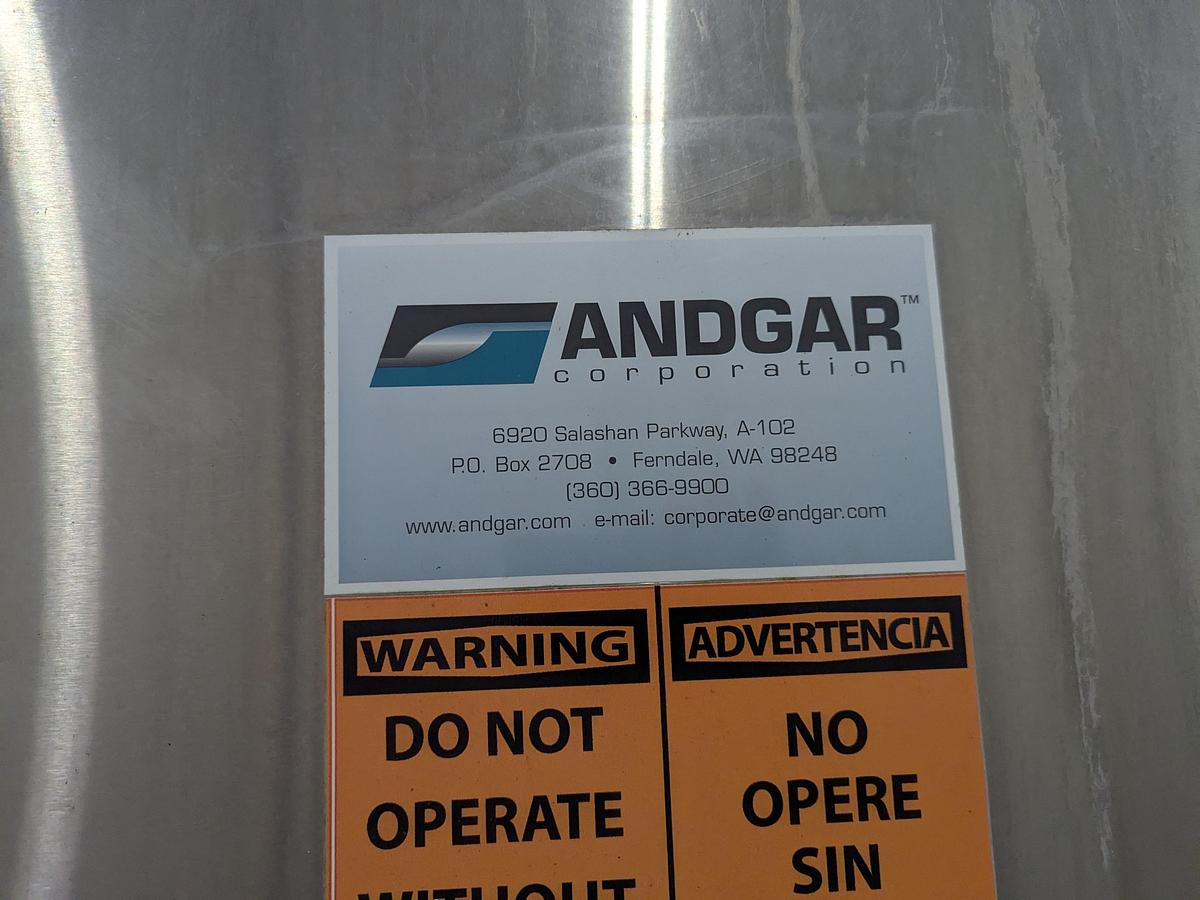 ANDGAR™
corporation
6920 Salashan Parkway, A-102
P.O. Box 2708 • Ferndale, WA 98248
(360) 366-9900
www.andgar.com e-mail: corporate@andgar.com
WARNING
DO NOT
OPERATE
WITHOUT
ADVERTENCIA
NO
OPERE
SIN